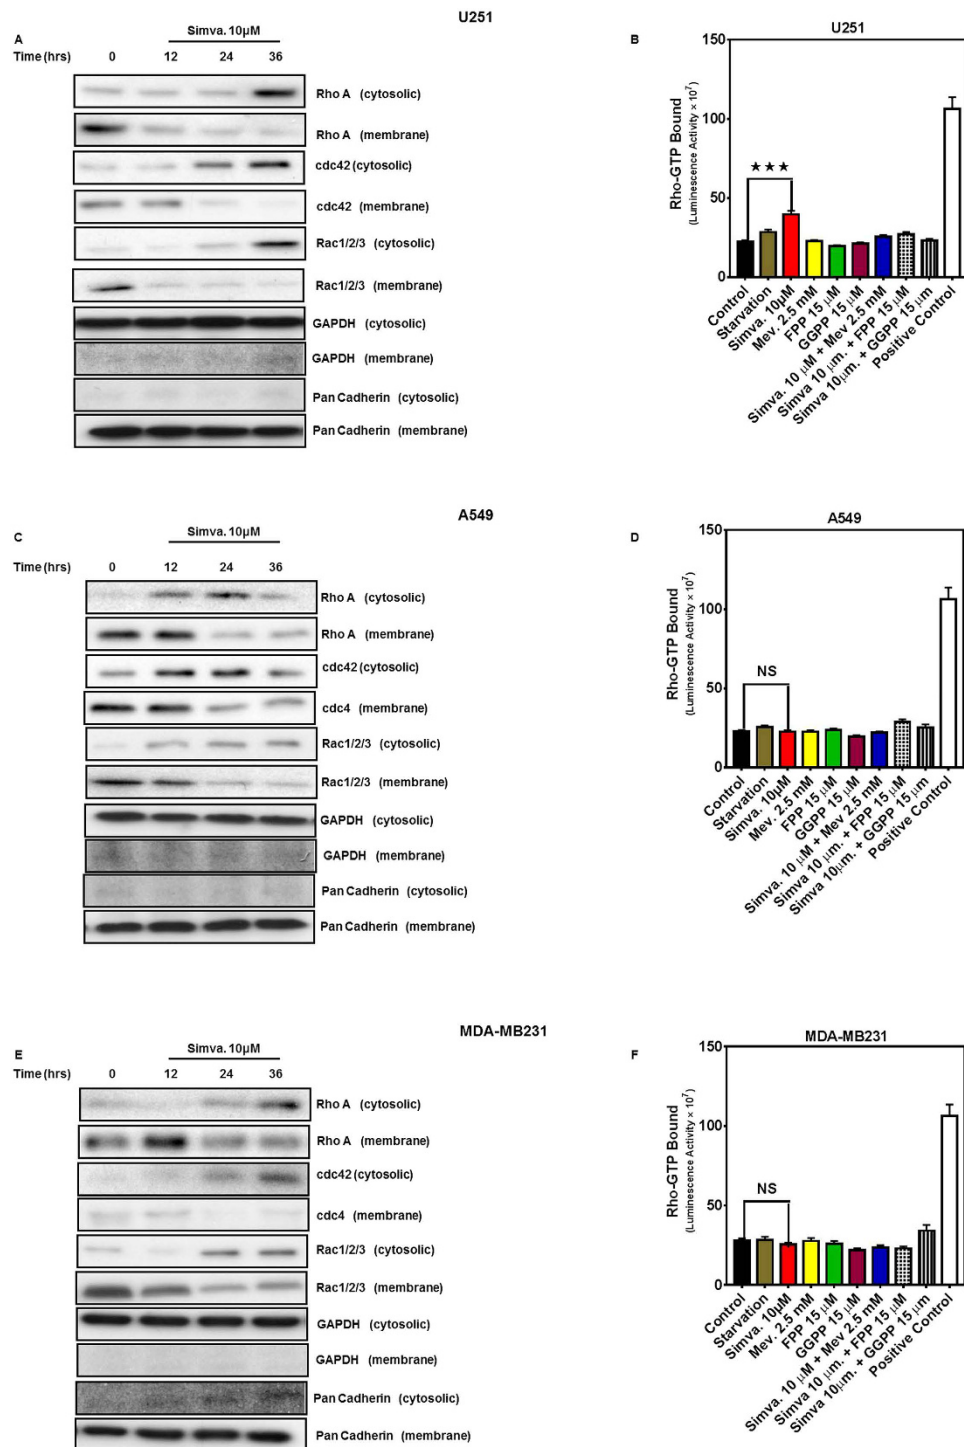 U251
A
Simva. 10µM
Time (hrs) 0 12 24 36
Rho A (cytosolic)
Rho A (membrane)
cdc42 (cytosolic)
cdc42 (membrane)
Rac1/2/3 (cytosolic)
Rac1/2/3 (membrane)
GAPDH (cytosolic)
GAPDH (membrane)
Pan Cadherin (cytosolic)
Pan Cadherin (membrane)
B
U251
Rho-GTP Bound
(Luminescence Activity × 10⁷)
150
100
50
0
★★★
Control
Starvation
Simva. 10µM
Mev. 2.5 mM
FPP 15 µM
GGPP 15 µM
Simva. 10 µM + Mev 2.5 mM
Simva 10 µm. + FPP 15 µM
Simva 10µm. + GGPP 15 µm
Positive Control
A549
C
Simva. 10µM
Time (hrs) 0 12 24 36
Rho A (cytosolic)
Rho A (membrane)
cdc42 (cytosolic)
cdc4 (membrane)
Rac1/2/3 (cytosolic)
Rac1/2/3 (membrane)
GAPDH (cytosolic)
GAPDH (membrane)
Pan Cadherin (cytosolic)
Pan Cadherin (membrane)
D
A549
Rho-GTP Bound
(Luminescence Activity × 10⁷)
150
100
50
0
NS
Control
Starvation
Simva. 10µM
Mev. 2.5 mM
FPP 15 µM
GGPP 15 µM
Simva. 10 µM + Mev 2.5 mM
Simva 10 µm. + FPP 15 µM
Simva 10µm. + GGPP 15 µm
Positive Control
MDA-MB231
E
Simva. 10µM
Time (hrs) 0 12 24 36
Rho A (cytosolic)
Rho A (membrane)
cdc42 (cytosolic)
cdc4 (membrane)
Rac1/2/3 (cytosolic)
Rac1/2/3 (membrane)
GAPDH (cytosolic)
GAPDH (membrane)
Pan Cadherin (cytosolic)
Pan Cadherin (membrane)
F
MDA-MB231
Rho-GTP Bound
(Luminescence Activity × 10⁷)
150
100
50
0
NS
Control
Starvation
Simva. 10µM
Mev. 2.5 mM
FPP 15 µM
GGPP 15 µM
Simva. 10 µM + Mev 2.5 mM
Simva 10 µm. + FPP 15 µM
Simva 10µm. + GGPP 15 µm
Positive Control